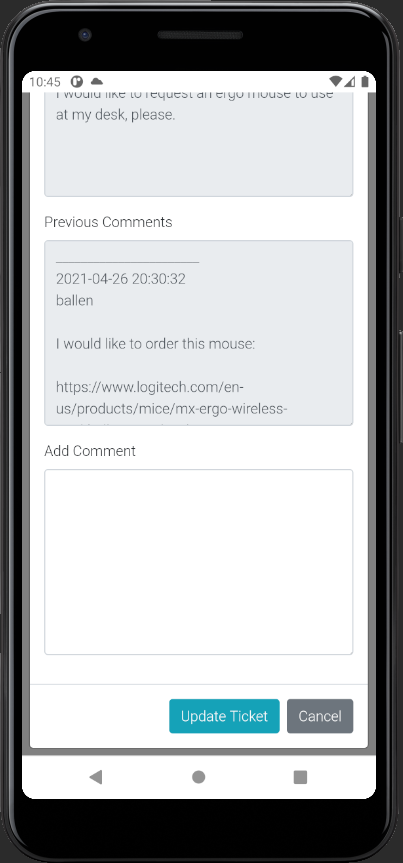 10:45
I would like to request an ergo mouse to use
at my desk, please.
Previous Comments
2021-04-26 20:30:32
ballen
I would like to order this mouse:
https://www.logitech.com/en-
us/products/mice/mx-ergo-wireless-
Add Comment
Update Ticket
Cancel